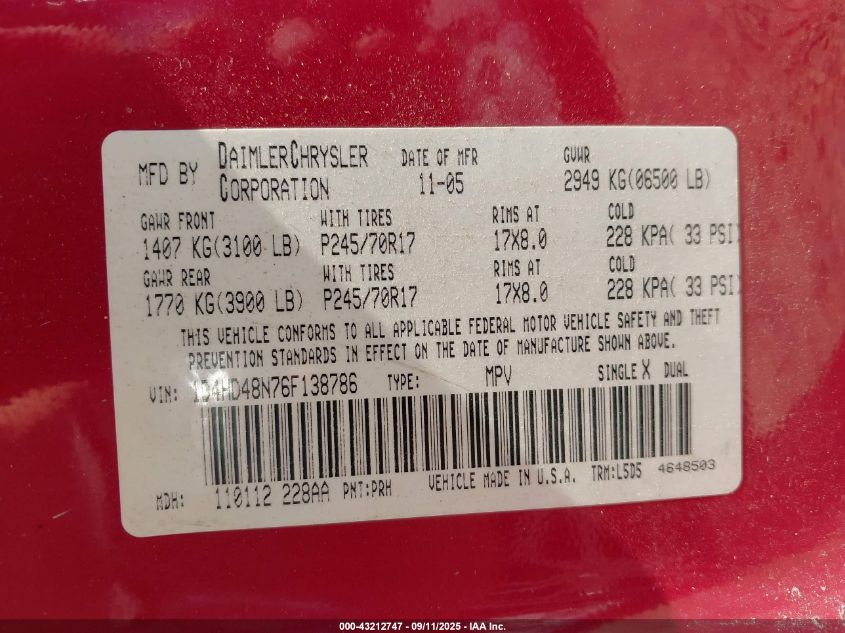 MFD BY DAIMLERCHRYSLER CORPORATION DATE OF MFR 11-05 GVWR 2949 KG(06500 LB)
GAWR FRONT WITH TIRES RIMS AT COLD
1407 KG(3100 LB) P245/70R17 17X8.0 228 KPA( 33 PSI)
GAWR REAR WITH TIRES RIMS AT COLD
1770 KG(3900 LB) P245/70R17 17X8.0 228 KPA( 33 PSI)
THIS VEHICLE CONFORMS TO ALL APPLICABLE FEDERAL MOTOR VEHICLE SAFETY AND THEFT
PREVENTION STANDARDS IN EFFECT ON THE DATE OF MANUFACTURE SHOWN ABOVE.
VIN: 1D4HD48N76F138786 TYPE: MPV SINGLE X DUAL
MDH: 110112 228AA PNT:PRH VEHICLE MADE IN U.S.A. TRM:L5D5 4648503
000-43212747 - 09/11/2025 - IAA Inc.